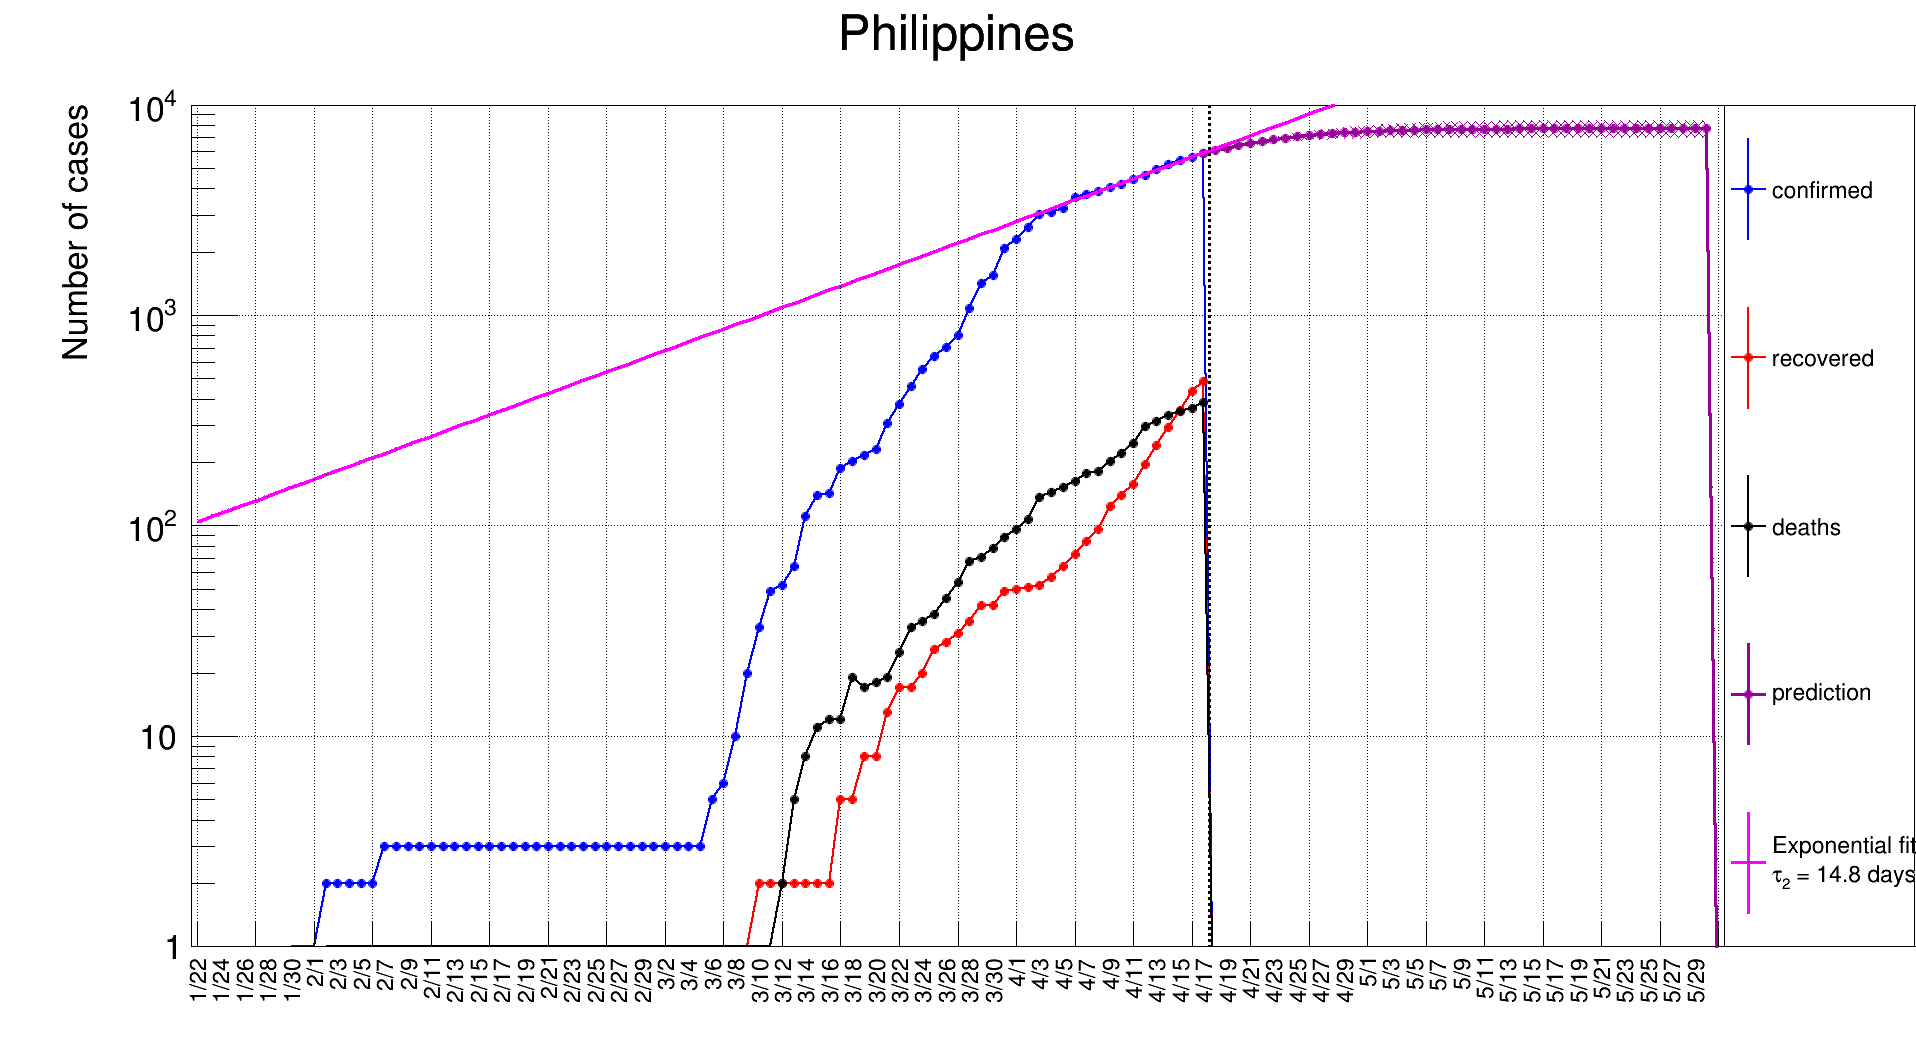 Philippines
Number of cases
10⁴
10³
10²
10
1
1/22 1/24 1/26 1/28 1/30 2/1 2/3 2/5 2/7 2/9 2/11 2/13 2/15 2/17 2/19 2/21 2/23 2/25 2/27 2/29 3/2 3/4 3/6 3/8 3/10 3/12 3/14 3/16 3/18 3/20 3/22 3/24 3/26 3/28 3/30 4/1 4/3 4/5 4/7 4/9 4/11 4/13 4/15 4/17 4/19 4/21 4/23 4/25 4/27 4/29 5/1 5/3 5/5 5/7 5/9 5/11 5/13 5/15 5/17 5/19 5/21 5/23 5/25 5/27 5/29
confirmed
recovered
deaths
prediction
Exponential fit
τ₂ = 14.8 days